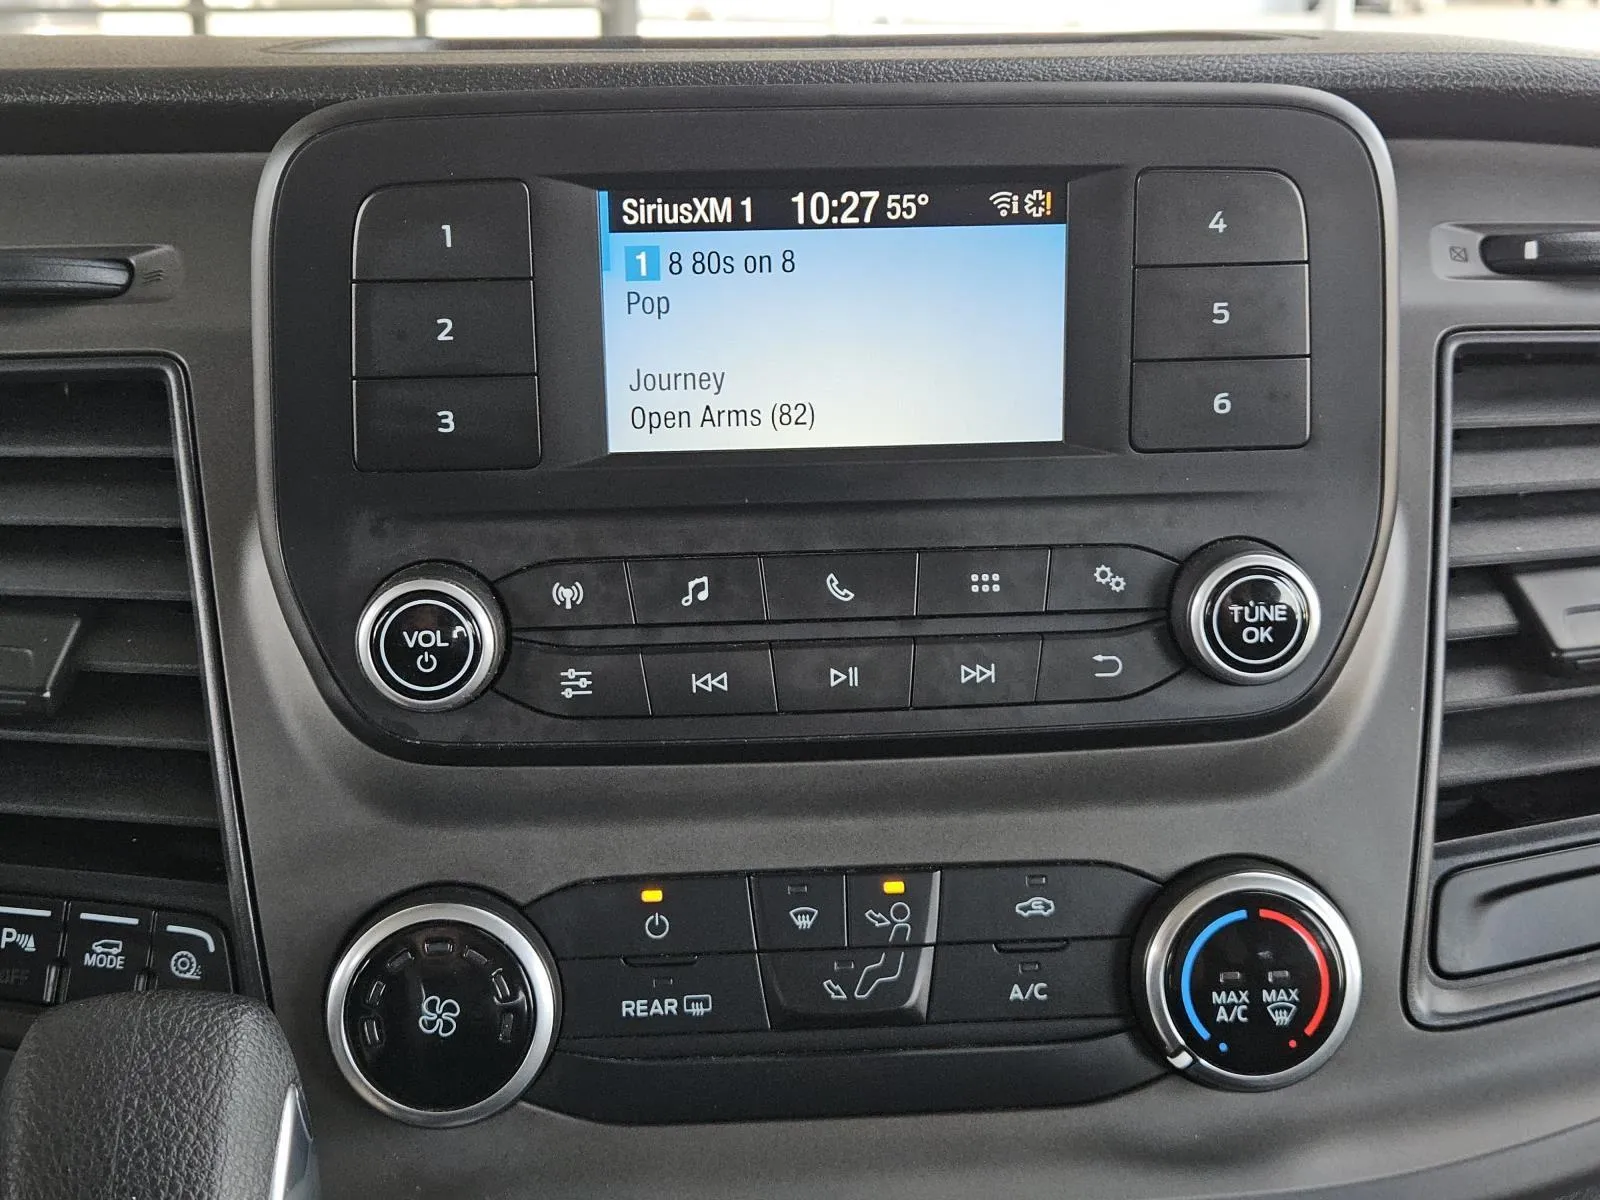 SiriusXM 1 10:27 55°
1 8 80s on 8
Pop
Journey
Open Arms (82)
1
2
3
4
5
6
VOL
TUNE
OK
P
OFF
MODE
REAR
A/C
MAX
A/C
MAX